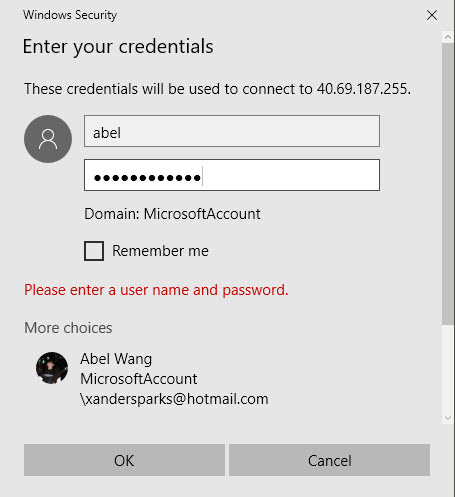 Windows Security
Enter your credentials
These credentials will be used to connect to 40.69.187.255.
abel
●●●●●●●●●●●●
Domain: MicrosoftAccount
Remember me
Please enter a user name and password.
More choices
Abel Wang
MicrosoftAccount
\xandersparks@hotmail.com
OK
Cancel